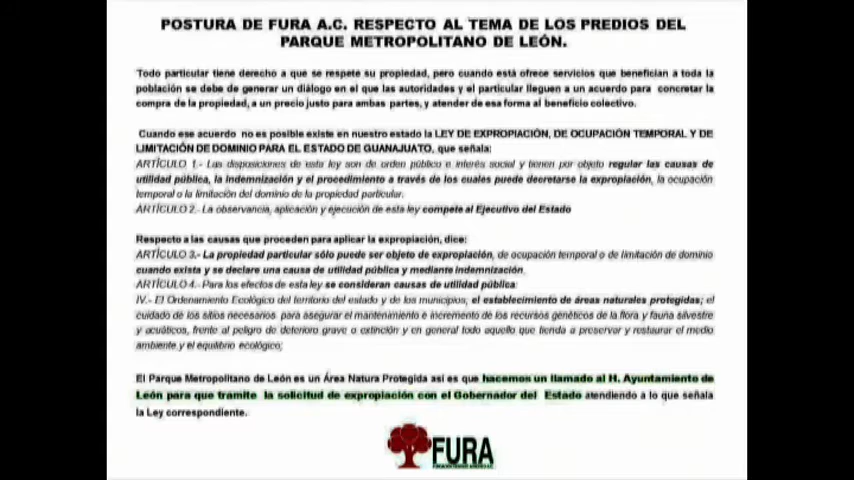 POSTURA DE FURA A.C. RESPECTO AL TEMA DE LOS PREDIOS DEL
PARQUE METROPOLITANO DE LEÓN.
Todo particular tiene derecho a que se respete su propiedad, pero cuando está ofrece servicios que benefician a toda la
población se debe de generar un diálogo en el que las autoridades y el particular lleguen a un acuerdo para concretar la
compra de la propiedad, a un precio justo para ambas partes, y atender de esa forma al beneficio colectivo.
Cuando ese acuerdo no es posible existe en nuestro estado la LEY DE EXPROPIACIÓN, DE OCUPACIÓN TEMPORAL Y DE
LIMITACIÓN DE DOMINIO PARA EL ESTADO DE GUANAJUATO, que señala:
ARTÍCULO 1.- Las disposiciones de esta ley son de orden público e interés social y tienen por objeto regular las causas de
utilidad pública, la indemnización y el procedimiento a través de los cuales puede decretarse la expropiación, la ocupación
temporal o la limitación del dominio de la propiedad particular.
ARTÍCULO 2.- La observancia, aplicación y ejecución de esta ley compete al Ejecutivo del Estado
Respecto a las causas que proceden para aplicar la expropiación, dice:
ARTÍCULO 3.- La propiedad particular sólo puede ser objeto de expropiación, de ocupación temporal o de limitación de dominio
cuando exista y se declare una causa de utilidad pública y mediante indemnización.
ARTÍCULO 4.- Para los efectos de esta ley se consideran causas de utilidad pública:
IV.- El Ordenamiento Ecológico del territorio del estado y de los municipios, el establecimiento de áreas naturales protegidas; el
cuidado de los sitios necesarios para asegurar el mantenimiento e incremento de los recursos genéticos de la flora y fauna silvestre
y acuáticos, frente al peligro de deterioro grave o extinción y en general todo aquello que tienda a preservar y restaurar el medio
ambiente y el equilibrio ecológico;
El Parque Metropolitano de León es un Área Natura Protegida así es que hacemos un llamado al H. Ayuntamiento de
León para que tramite la solicitud de expropiación con el Gobernador del Estado atendiendo a lo que señala
la Ley correspondiente.
FURA